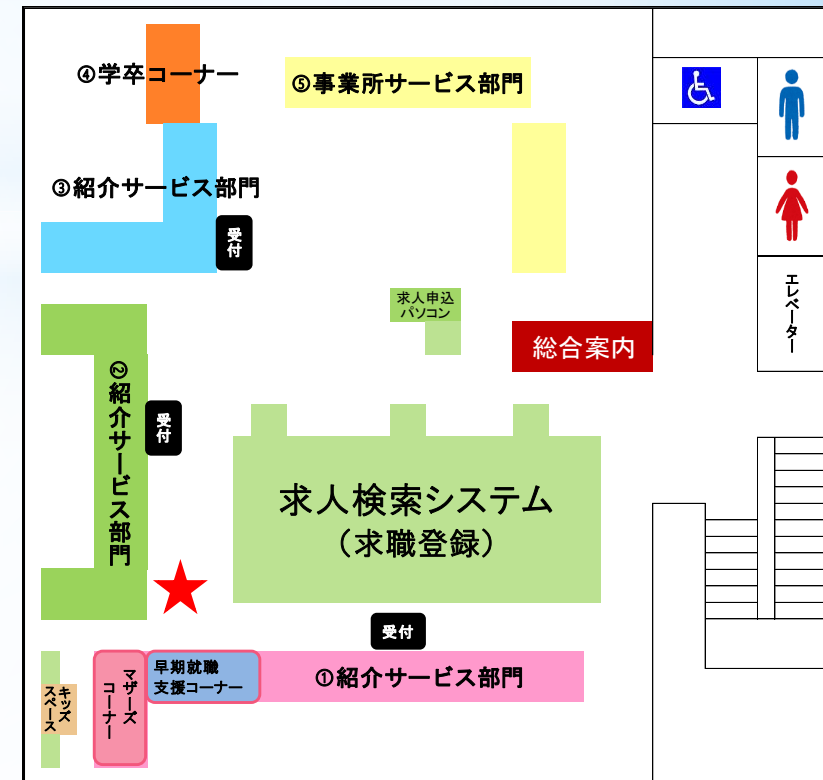 ④学卒コーナー
⑤事業所サービス部門
③紹介サービス部門
受付
エレベーター
求人申込
パソコン
総合案内
②紹介サービス部門
受付
求人検索システム
（求職登録）
受付
早期就職
支援コーナー
①紹介サービス部門
マザーズ
コーナー
キッズ
スペース